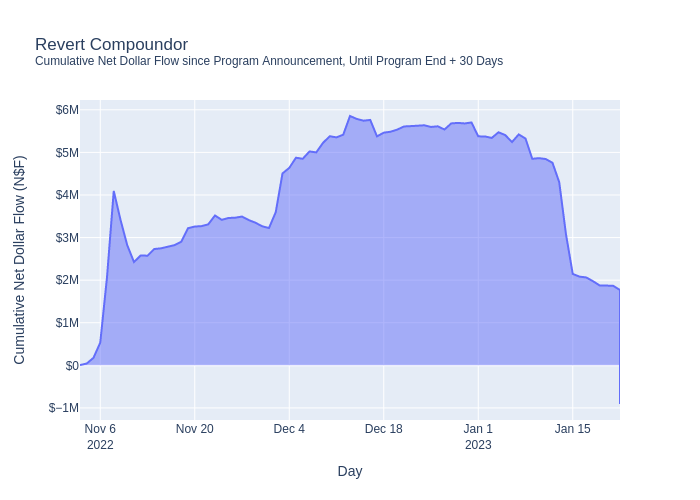 Revert Compoundor
Cumulative Net Dollar Flow since Program Announcement, Until Program End + 30 Days
Cumulative Net Dollar Flow (N$F)
$6M
$5M
$4M
$3M
$2M
$1M
$0
$−1M
Nov 6
2022
Nov 20
Dec 4
Dec 18
Jan 1
2023
Jan 15
Day